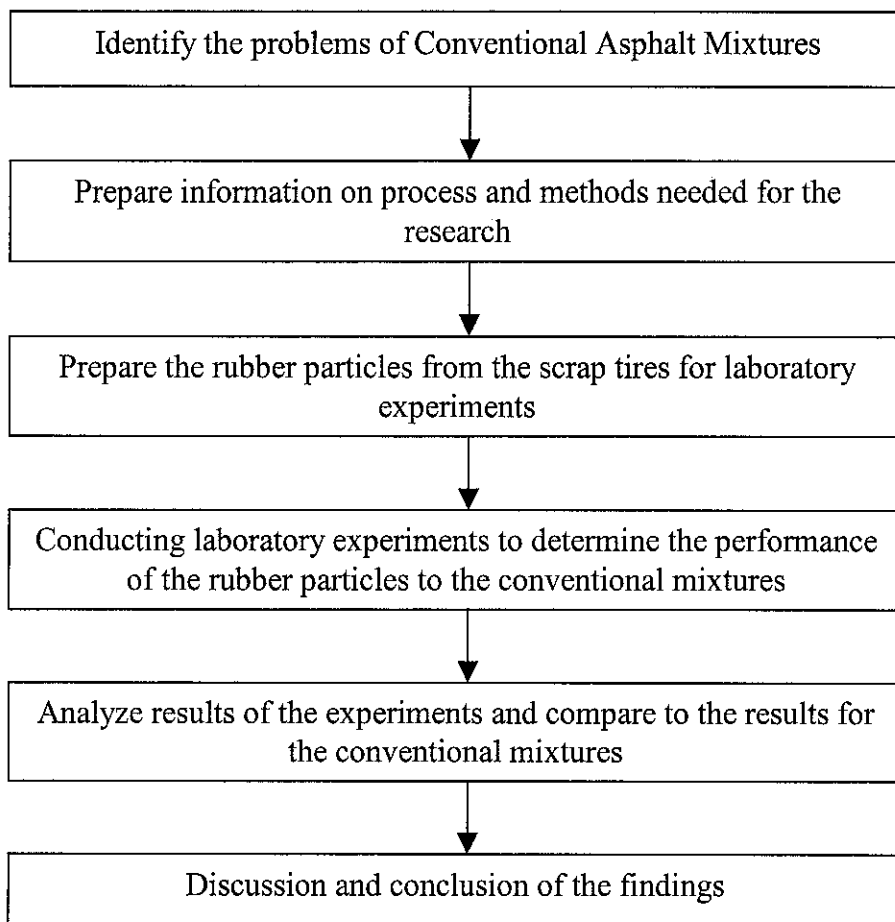 Identify the problems of Conventional Asphalt Mixtures
Prepare information on process and methods needed for the
research
Prepare the rubber particles from the scrap tires for laboratory
experiments
Conducting laboratory experiments to determine the performance
of the rubber particles to the conventional mixtures
Analyze results of the experiments and compare to the results for
the conventional mixtures
Discussion and conclusion of the findings